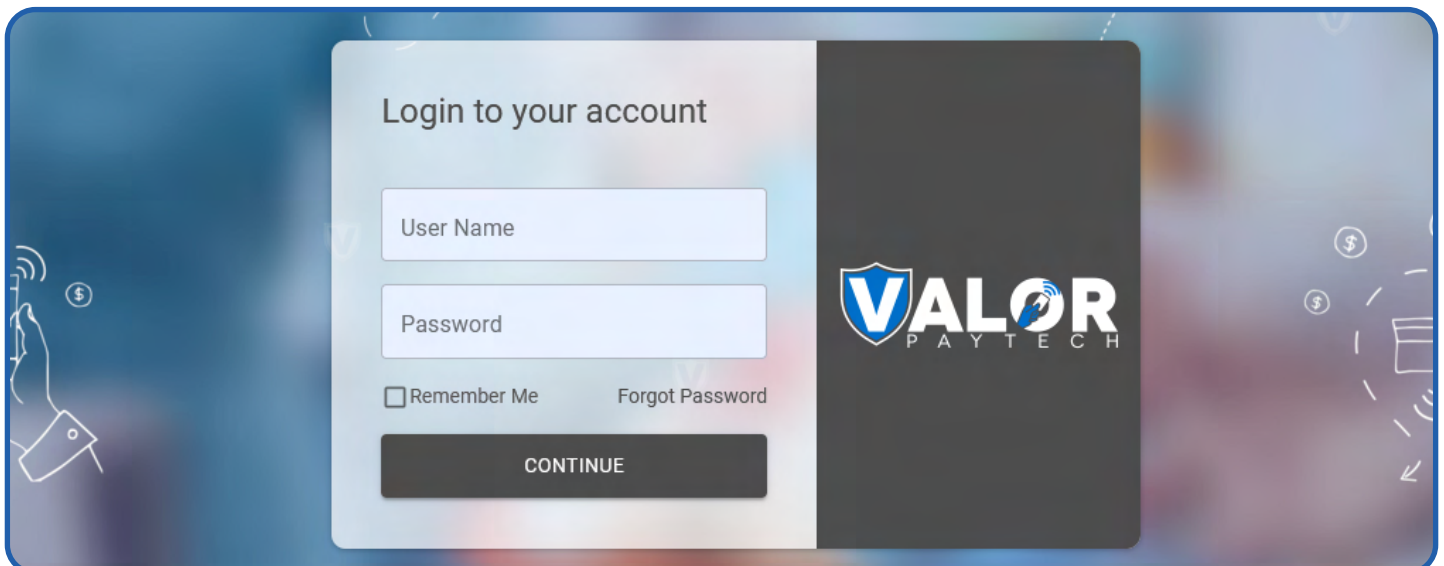 Login to your account
User Name
Password
Remember Me
Forgot Password
CONTINUE
VALOR
PAYTECH